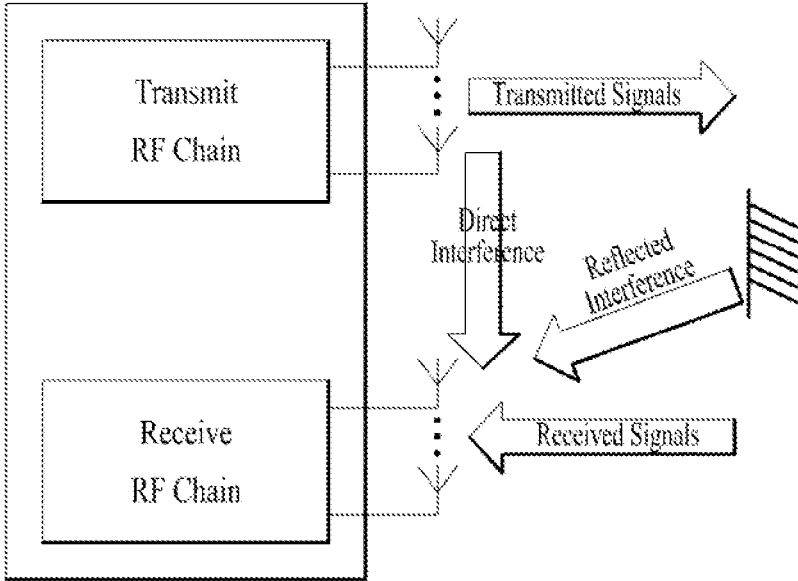 Transmit
RF Chain
Transmitted Signals
Direct
Interference
Reflected
Interference
Receive
RF Chain
Received Signals